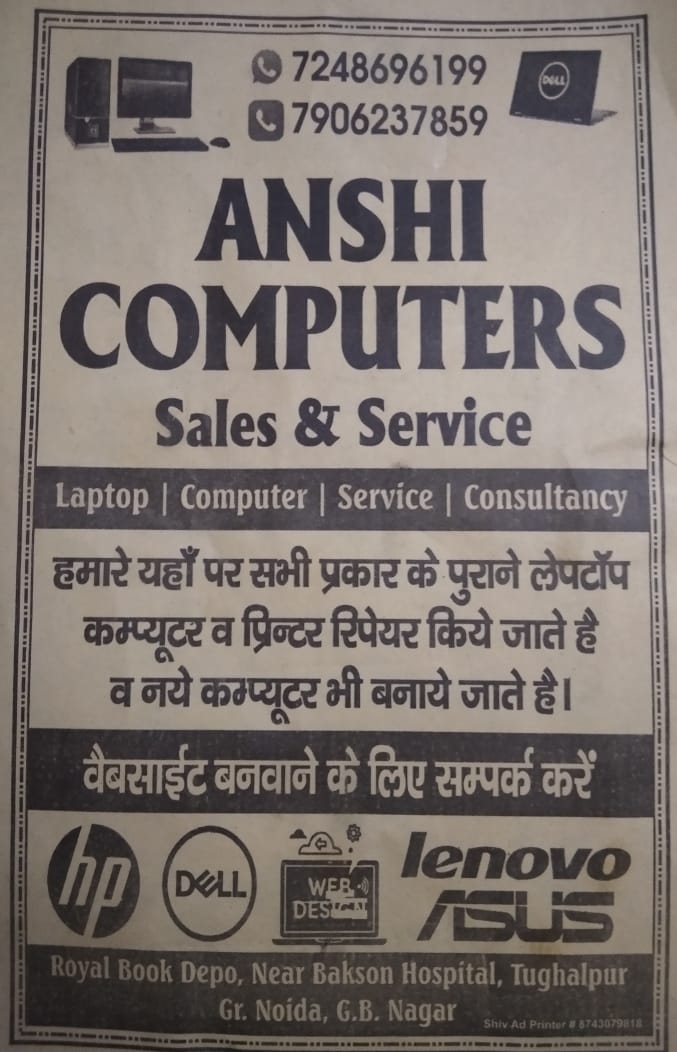 7248696199
7906237859
DELL
ANSHI
COMPUTERS
Sales & Service
Laptop | Computer | Service | Consultancy
हमारे यहाँ पर सभी प्रकार के पुराने लेपटॉप
कम्प्यूटर व प्रिन्टर रिपेयर किये जाते है
व नये कम्प्यूटर भी बनाये जाते है।
वैबसाईट बनवाने के लिए सम्पर्क करें
hp
DELL
WEB
DESIGN
lenovo
ASUS
Royal Book Depo, Near Bakson Hospital, Tughalpur
Gr. Noida, G.B. Nagar
Shiv Ad Printer # 8743079818